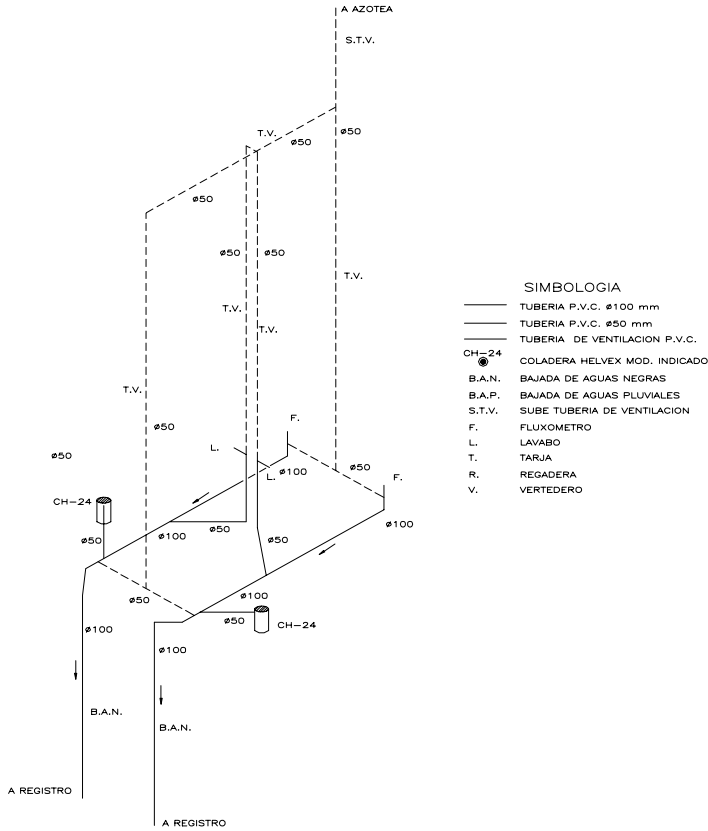 A AZOTEA
S.T.V.
T.V.
ø50
ø50
ø50
ø50
ø50
T.V.
T.V.
T.V.
T.V.
ø50
ø50
F.
L.
L.
ø100
ø50
F.
CH-24
ø50
ø100
ø50
ø50
ø100
ø50
ø100
ø50
CH-24
ø100
ø100
B.A.N.
B.A.N.
A REGISTRO
A REGISTRO
SIMBOLOGIA
TUBERIA P.V.C. ø100 mm
TUBERIA P.V.C. ø50 mm
TUBERIA DE VENTILACION P.V.C.
CH-24 COLADERA HELVEX MOD. INDICADO
B.A.N. BAJADA DE AGUAS NEGRAS
B.A.P. BAJADA DE AGUAS PLUVIALES
S.T.V. SUBE TUBERIA DE VENTILACION
F. FLUXOMETRO
L. LAVABO
T. TARJA
R. REGADERA
V. VERTEDERO